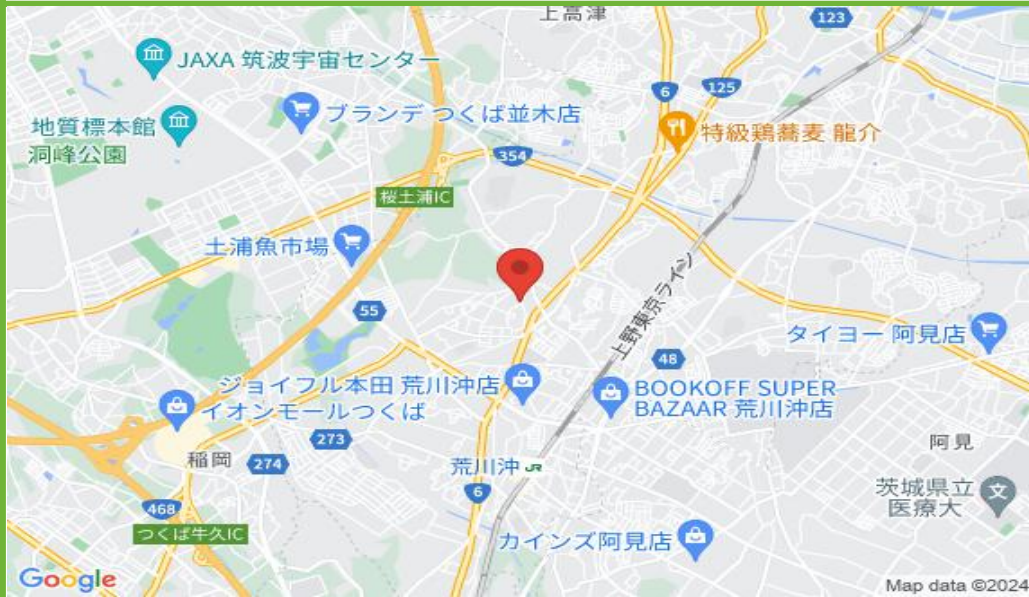 上高津
123
JAXA 筑波宇宙センター
6
125
ブランデ つくば並木店
地質標本館
洞峰公園
特級鶏蕎麦 龍介
354
桜土浦IC
土浦魚市場
上野東京ライン
55
タイヨー 阿見店
48
ジョイフル本田 荒川沖店
イオンモールつくば
BOOKOFF SUPER
BAZAAR 荒川沖店
273
稲岡
274
阿見
荒川沖 JR
6
茨城県立
医療大
468
つくば牛久IC
カインズ阿見店
Google
Map data ©2024